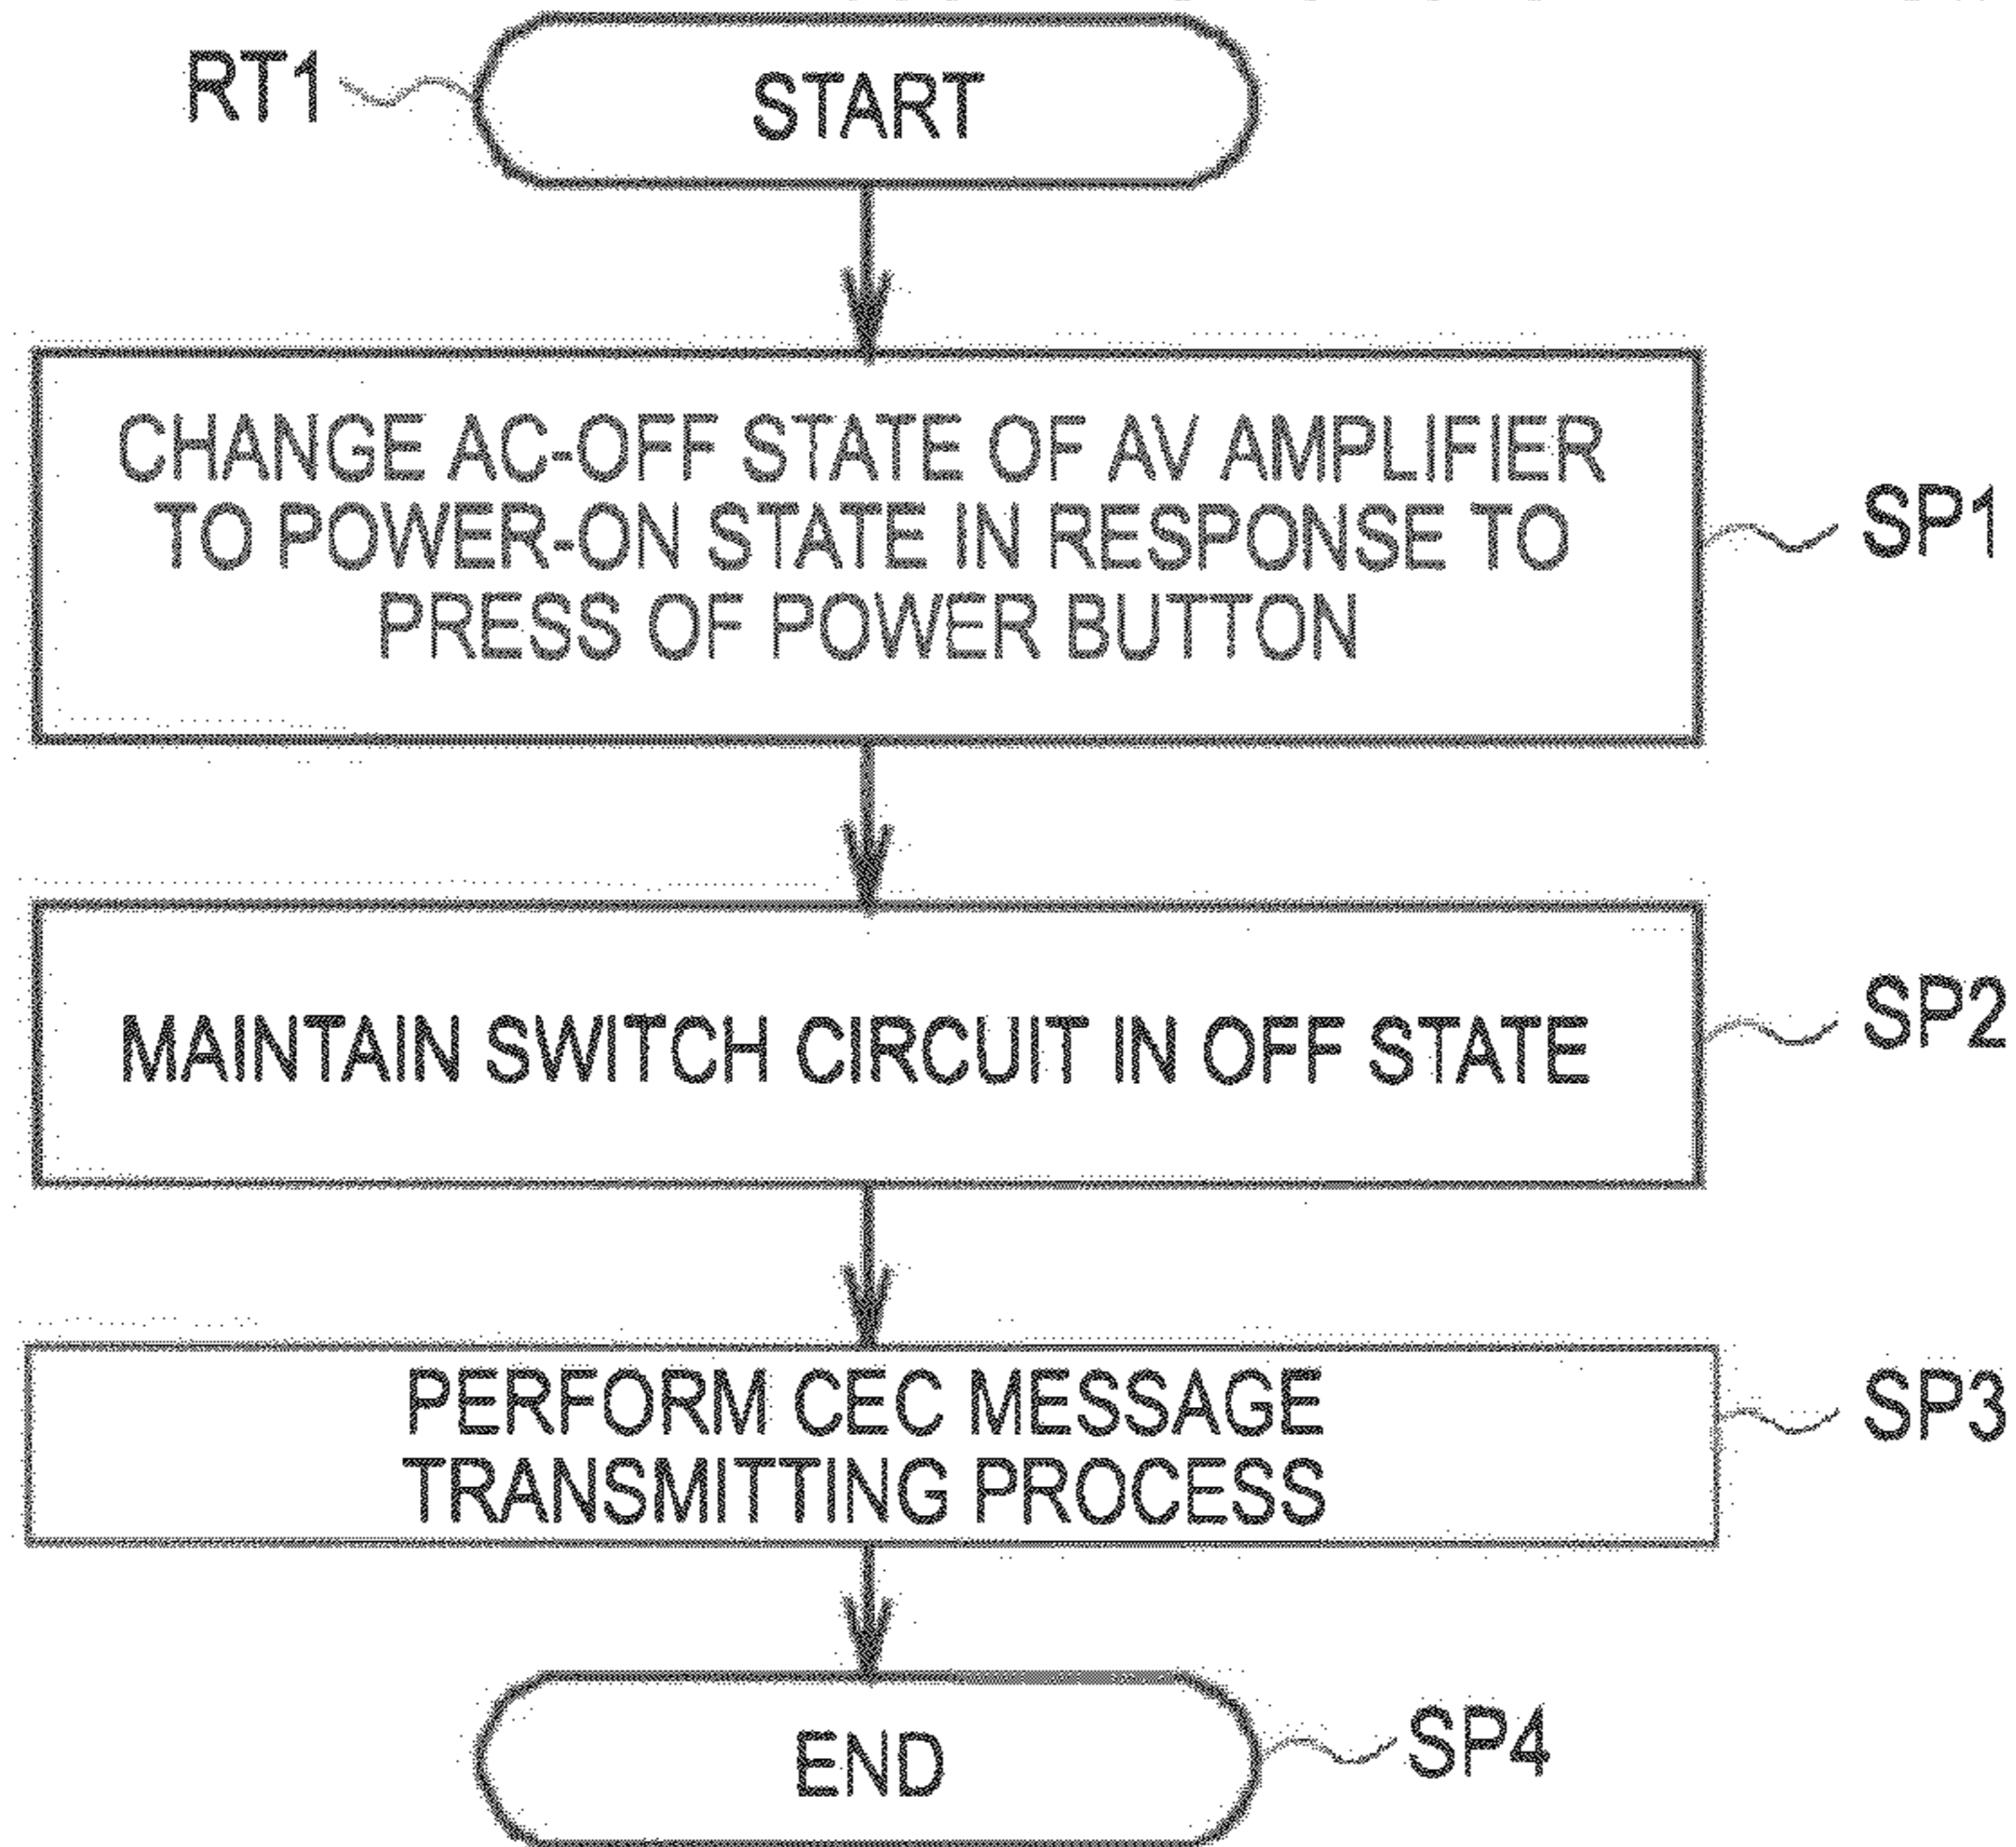 RT1
START
CHANGE AC-OFF STATE OF AV AMPLIFIER
TO POWER-ON STATE IN RESPONSE TO
PRESS OF POWER BUTTON
SP1
MAINTAIN SWITCH CIRCUIT IN OFF STATE
SP2
PERFORM CEC MESSAGE
TRANSMITTING PROCESS
SP3
END
SP4